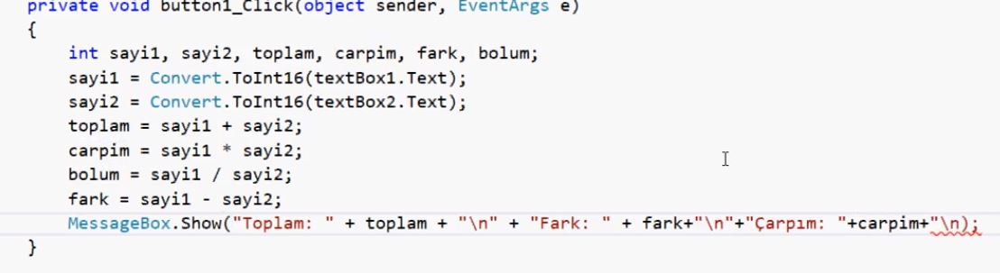 private void button1_Click(object sender, EventArgs e)
{
int sayi1, sayi2, toplam, carpim, fark, bolum;
sayi1 = Convert.ToInt16(textBox1.Text);
sayi2 = Convert.ToInt16(textBox2.Text);
toplam = sayi1 + sayi2;
carpim = sayi1 * sayi2;
bolum = sayi1 / sayi2;
fark = sayi1 - sayi2;
MessageBox.Show("Toplam: " + toplam + "\n" + "Fark: " + fark+"\n"+"Çarpım: "+carpim+"\n);
}